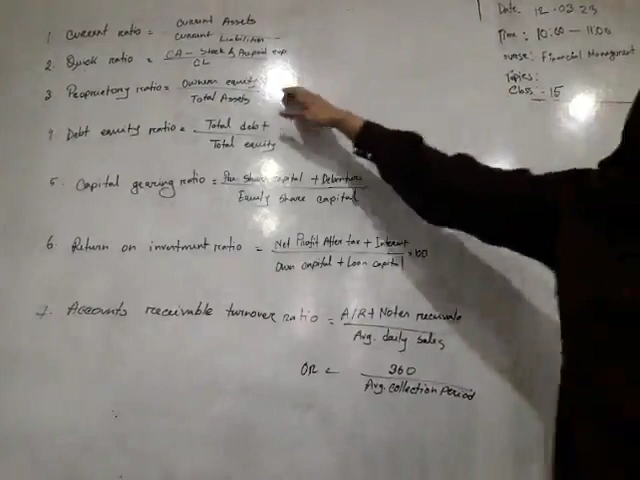 Date: 12.03.23
Time: 10:00 - 11:00
Course: Financial Management
Topics:
Class: 15
1 Current ratio = Current Assets
Current Liabilities
2. Quick ratio = CA - Stock & Prepaid exp
CL
3 Proprietory ratio = Owners equity
Total Assets
4 Debt equity ratio = Total debt
Total equity
5. Capital gearing ratio = Pre. Share capital + Debenture
Equity share capital
6. Return on investment ratio = Net Profit After tax + Interest × 100
Own capital + Loan capital
7. Accounts receivable turnover ratio = A/R + Notes receivable
Avg. daily sales
OR = 360
Avg. collection period